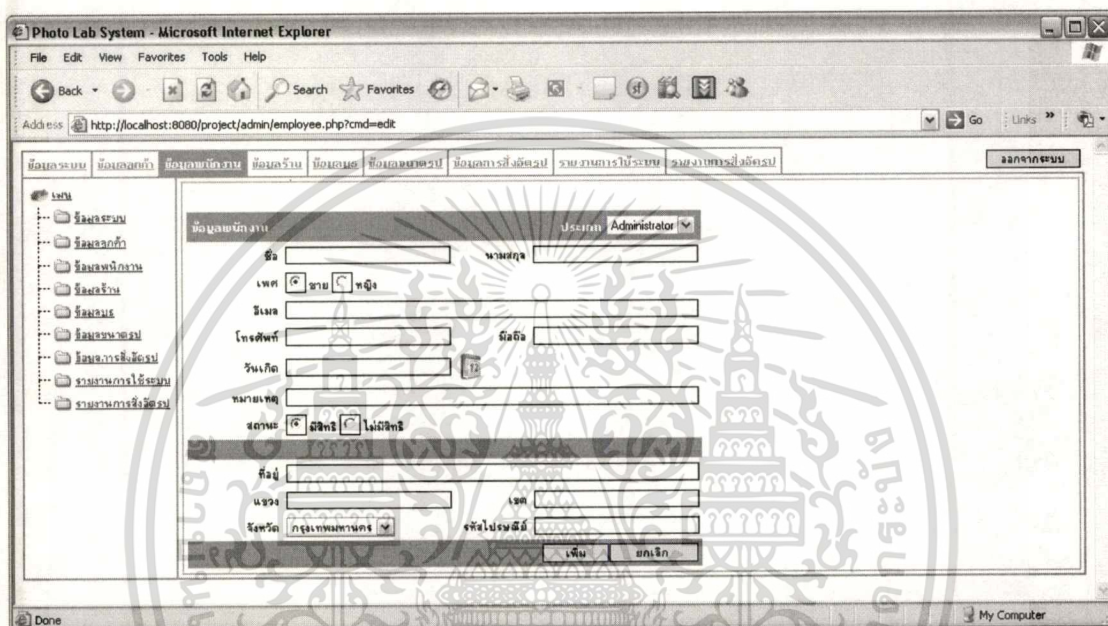 Photo Lab System - Microsoft Internet Explorer
File Edit View Favorites Tools Help
Back Search Favorites
Address http://localhost:8080/project/admin/employee.php?cmd=edit Go Links
ข้อมูลระบบ ข้อมูลลูกค้า ข้อมูลพนักงาน ข้อมูลร้าน ข้อมูลบูธ ข้อมูลขนาดรูป ข้อมูลการสั่งอัดรูป รายงานการใช้ระบบ รายงานการสั่งอัดรูป ออกจากระบบ
เมนู
ข้อมูลระบบ
ข้อมูลลูกค้า
ข้อมูลพนักงาน
ข้อมูลร้าน
ข้อมูลบูธ
ข้อมูลขนาดรูป
ข้อมูลการสั่งอัดรูป
รายงานการใช้ระบบ
รายงานการสั่งอัดรูป
ข้อมูลพนักงาน ประเภท Administrator
ชื่อ นามสกุล
เพศ ชาย หญิง
อีเมล
โทรศัพท์ มือถือ
วันเกิด 12
หมายเหตุ
สถานะ มีสิทธิ ไม่มีสิทธิ
ที่อยู่
แขวง เขต
จังหวัด กรุงเทพมหานคร รหัสไปรษณีย์
เพิ่ม ยกเลิก
Done My Computer